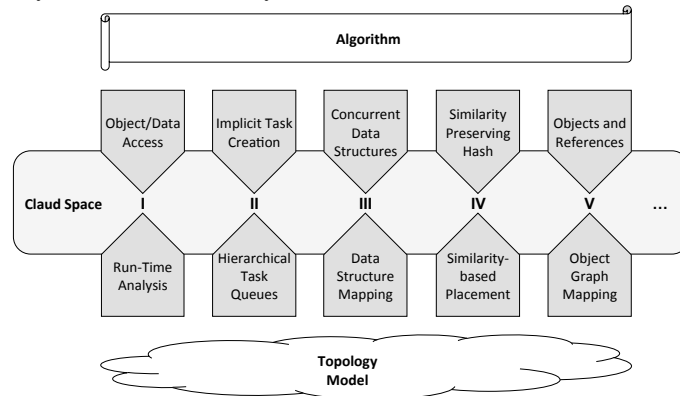 Algorithm
Object/Data
Access
Implicit Task
Creation
Concurrent
Data
Structures
Similarity
Preserving
Hash
Objects and
References
Claud Space
I
II
III
IV
V
...
Run-Time
Analysis
Hierarchical
Task
Queues
Data
Structure
Mapping
Similarity-
based
Placement
Object
Graph
Mapping
Topology
Model